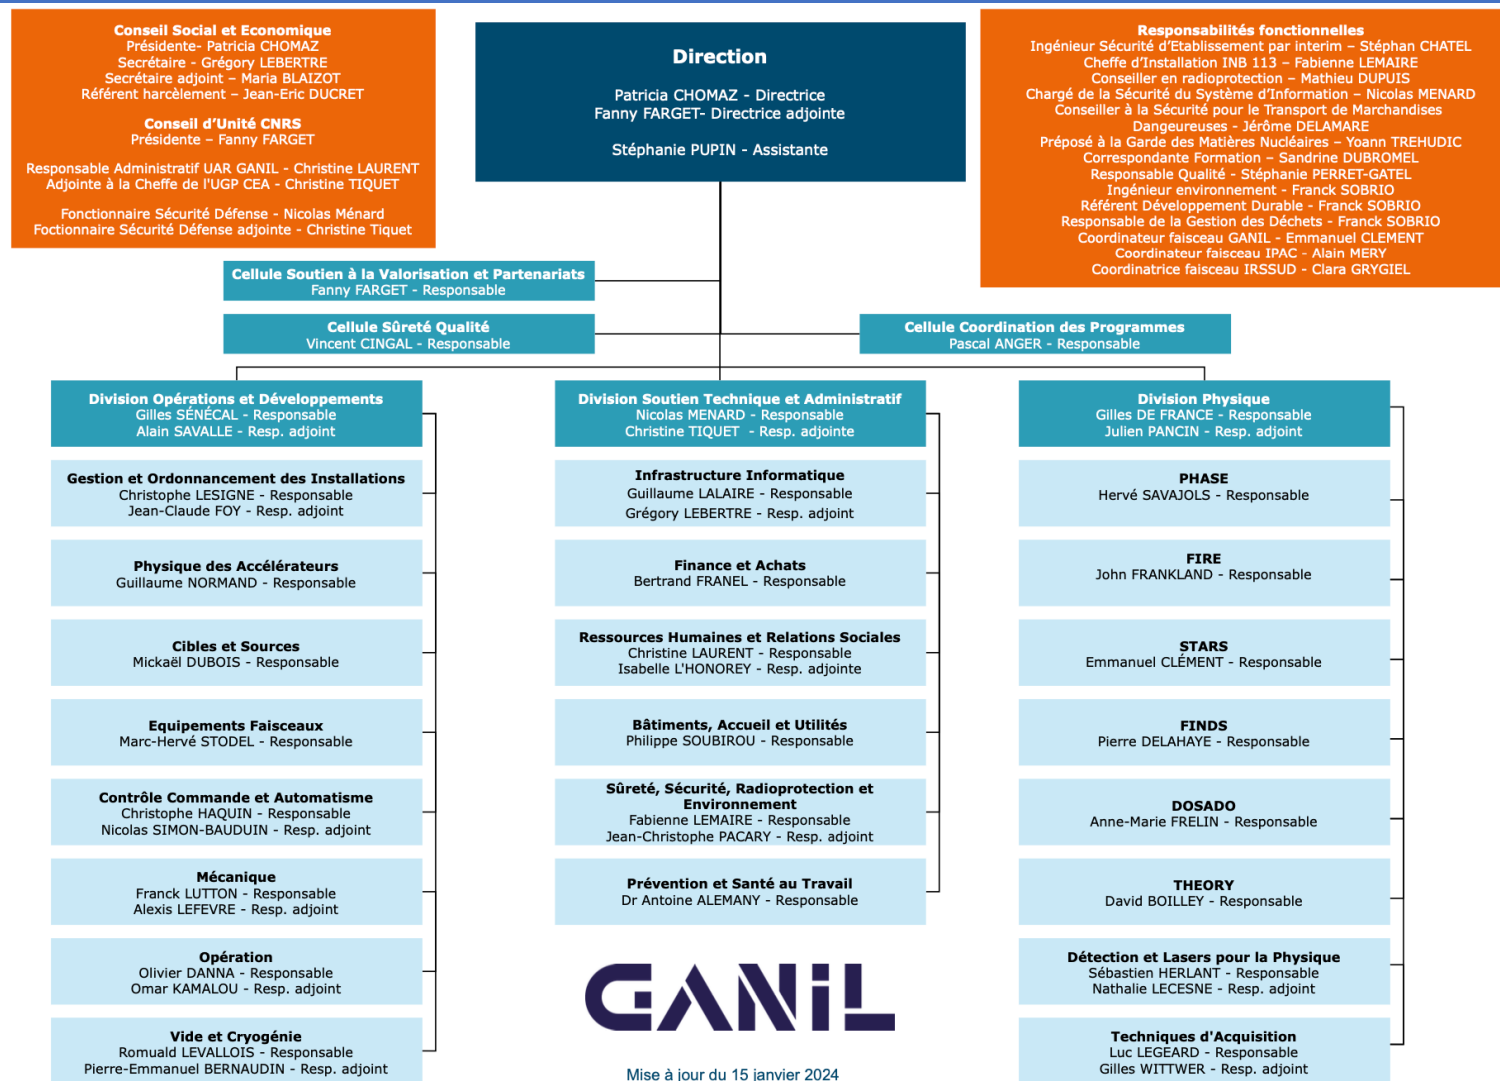 Conseil Social et Economique
Présidente- Patricia CHOMAZ
Secrétaire - Grégory LEBERTRE
Secrétaire adjoint – Maria BLAIZOT
Référent harcèlement – Jean-Eric DUCRET
Conseil d'Unité CNRS
Présidente – Fanny FARGET
Responsable Administratif UAR GANIL - Christine LAURENT
Adjointe à la Cheffe de l'UGP CEA - Christine TIQUET
Fonctionnaire Sécurité Défense - Nicolas Ménard
Foctionnaire Sécurité Défense adjointe - Christine Tiquet
Direction
Patricia CHOMAZ - Directrice
Fanny FARGET- Directrice adjointe
Stéphanie PUPIN - Assistante
Responsabilités fonctionnelles
Ingénieur Sécurité d'Etablissement par interim – Stéphan CHATEL
Cheffe d'Installation INB 113 – Fabienne LEMAIRE
Conseiller en radioprotection – Mathieu DUPUIS
Chargé de la Sécurité du Système d'Information – Nicolas MENARD
Conseiller à la Sécurité pour le Transport de Marchandises
Dangeureuses - Jérôme DELAMARE
Préposé à la Garde des Matières Nucléaires – Yoann TREHUDIC
Correspondante Formation – Sandrine DUBROMEL
Responsable Qualité - Stéphanie PERRET-GATEL
Ingénieur environnement - Franck SOBRIO
Référent Développement Durable - Franck SOBRIO
Responsable de la Gestion des Déchets - Franck SOBRIO
Coordinateur faisceau GANIL - Emmanuel CLEMENT
Coordinateur faisceau IPAC - Alain MERY
Coordinatrice faisceau IRSSUD - Clara GRYGIEL
Cellule Soutien à la Valorisation et Partenariats
Fanny FARGET - Responsable
Cellule Sûreté Qualité
Vincent CINGAL - Responsable
Cellule Coordination des Programmes
Pascal ANGER - Responsable
Division Opérations et Développements
Gilles SÉNÉCAL - Responsable
Alain SAVALLE - Resp. adjoint
Gestion et Ordonnancement des Installations
Christophe LESIGNE - Responsable
Jean-Claude FOY - Resp. adjoint
Physique des Accélérateurs
Guillaume NORMAND - Responsable
Cibles et Sources
Mickaël DUBOIS - Responsable
Equipements Faisceaux
Marc-Hervé STODEL - Responsable
Contrôle Commande et Automatisme
Christophe HAQUIN - Responsable
Nicolas SIMON-BAUDUIN - Resp. adjoint
Mécanique
Franck LUTTON - Responsable
Alexis LEFEVRE - Resp. adjoint
Opération
Olivier DANNA - Responsable
Omar KAMALOU - Resp. adjoint
Vide et Cryogénie
Romuald LEVALLOIS - Responsable
Pierre-Emmanuel BERNAUDIN - Resp. adjoint
Division Soutien Technique et Administratif
Nicolas MENARD - Responsable
Christine TIQUET - Resp. adjointe
Infrastructure Informatique
Guillaume LALAIRE - Responsable
Grégory LEBERTRE - Resp. adjoint
Finance et Achats
Bertrand FRANEL - Responsable
Ressources Humaines et Relations Sociales
Christine LAURENT - Responsable
Isabelle L'HONOREY - Resp. adjointe
Bâtiments, Accueil et Utilités
Philippe SOUBIROU - Responsable
Sûreté, Sécurité, Radioprotection et
Environnement
Fabienne LEMAIRE - Responsable
Jean-Christophe PACARY - Resp. adjoint
Prévention et Santé au Travail
Dr Antoine ALEMANY - Responsable
GANiL
Mise à jour du 15 janvier 2024
Division Physique
Gilles DE FRANCE - Responsable
Julien PANCIN - Resp. adjoint
PHASE
Hervé SAVAJOLS - Responsable
FIRE
John FRANKLAND - Responsable
STARS
Emmanuel CLÉMENT - Responsable
FINDS
Pierre DELAHAYE - Responsable
DOSADO
Anne-Marie FRELIN - Responsable
THEORY
David BOILLEY - Responsable
Détection et Lasers pour la Physique
Sébastien HERLANT - Responsable
Nathalie LECESNE - Resp. adjoint
Techniques d'Acquisition
Luc LEGEARD - Responsable
Gilles WITTWER - Resp. adjoint